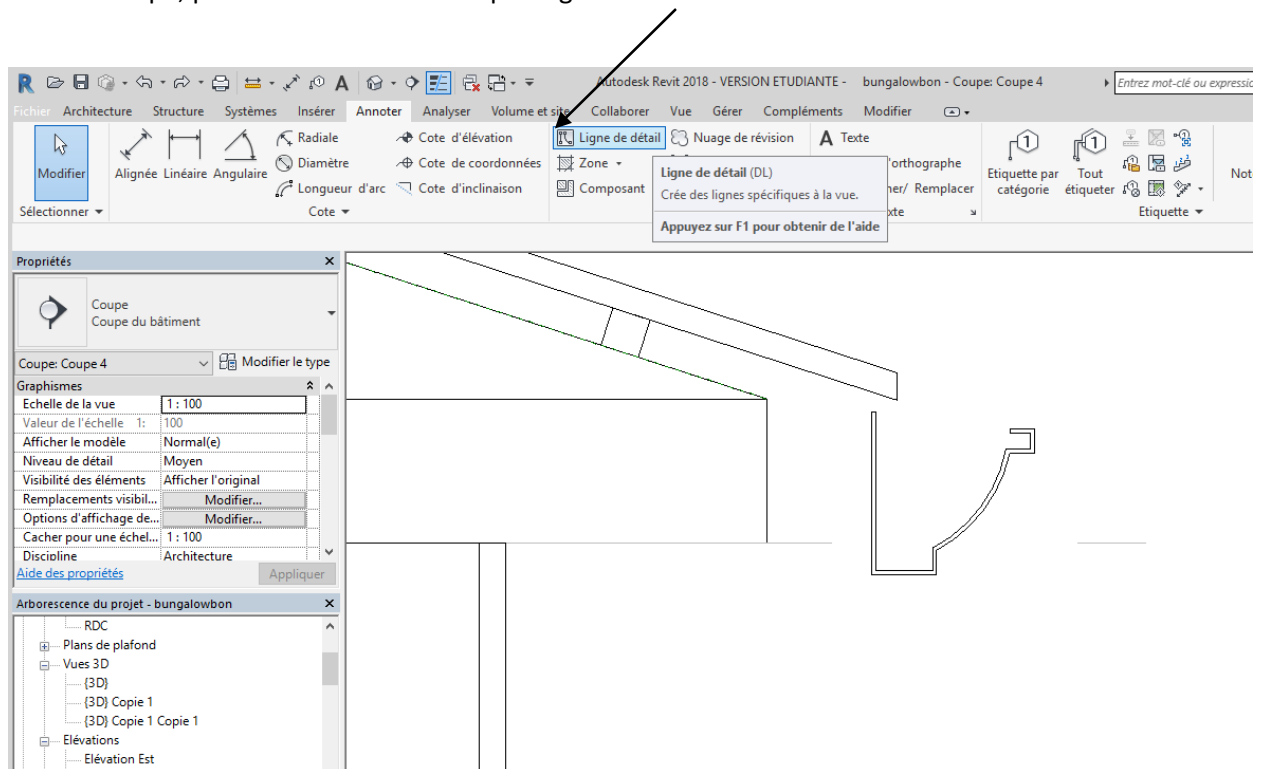 Autodesk Revit 2018 - VERSION ETUDIANTE - bungalowbon - Coupe: Coupe 4
Entrez mot-clé ou expressio
Fichier Architecture Structure Systèmes Insérer Annoter Analyser Volume et site Collaborer Vue Gérer Compléments Modifier
Modifier
Alignée Linéaire Angulaire
Radiale
Diamètre
Longueur d'arc
Cote d'élévation
Cote de coordonnées
Cote d'inclinaison
Ligne de détail
Zone
Composant
Nuage de révision
A Texte
'orthographe
her/ Remplacer
Etiquette par catégorie
Tout étiqueter
Not
Sélectionner
Cote
xte
Etiquette
Ligne de détail (DL)
Crée des lignes spécifiques à la vue.
Appuyez sur F1 pour obtenir de l'aide
Propriétés
Coupe
Coupe du bâtiment
Coupe: Coupe 4
Modifier le type
Graphismes
Echelle de la vue 1 : 100
Valeur de l'échelle 1: 100
Afficher le modèle Normal(e)
Niveau de détail Moyen
Visibilité des éléments Afficher l'original
Remplacements visibil... Modifier...
Options d'affichage de... Modifier...
Cacher pour une échel... 1 : 100
Discipline Architecture
Aide des propriétés Appliquer
Arborescence du projet - bungalowbon
RDC
Plans de plafond
Vues 3D
{3D}
{3D} Copie 1
{3D} Copie 1 Copie 1
Elévations
Elévation Est